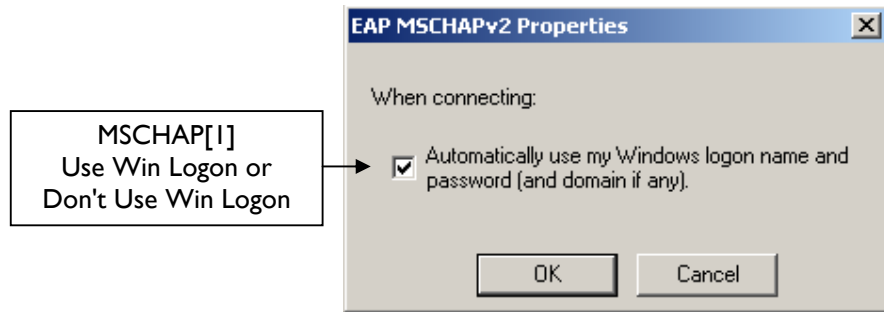 EAP MSCHAPv2 Properties
When connecting:
MSCHAP[1]
Use Win Logon or
Don't Use Win Logon
Automatically use my Windows logon name and
password (and domain if any).
OK
Cancel